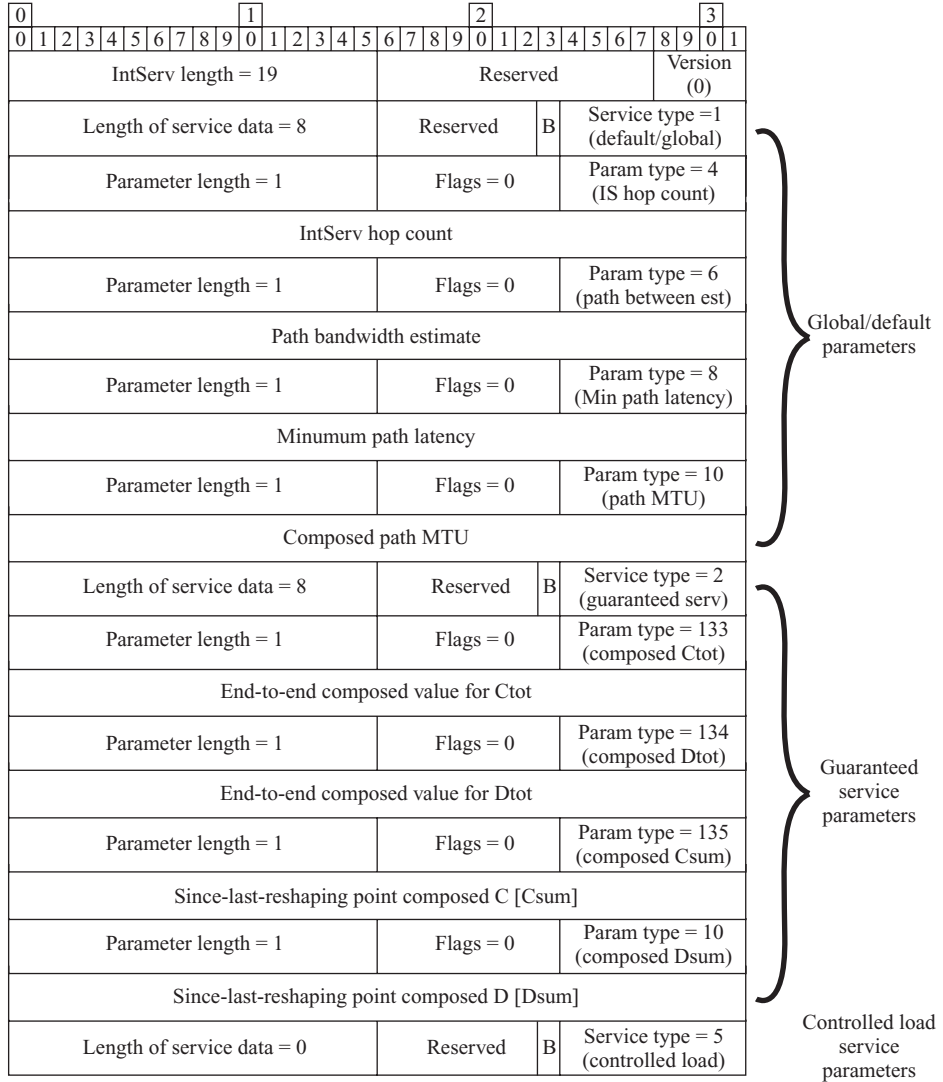 0 1 2 3
0 1 2 3 4 5 6 7 8 9 0 1 2 3 4 5 6 7 8 9 0 1 2 3 4 5 6 7 8 9 0 1
IntServ length = 19
Reserved
Version
(0)
Length of service data = 8
Reserved
B
Service type =1
(default/global)
Parameter length = 1
Flags = 0
Param type = 4
(IS hop count)
IntServ hop count
Parameter length = 1
Flags = 0
Param type = 6
(path between est)
Path bandwidth estimate
Parameter length = 1
Flags = 0
Param type = 8
(Min path latency)
Minumum path latency
Parameter length = 1
Flags = 0
Param type = 10
(path MTU)
Composed path MTU
Global/default
parameters
Length of service data = 8
Reserved
B
Service type = 2
(guaranteed serv)
Parameter length = 1
Flags = 0
Param type = 133
(composed Ctot)
End-to-end composed value for Ctot
Parameter length = 1
Flags = 0
Param type = 134
(composed Dtot)
End-to-end composed value for Dtot
Parameter length = 1
Flags = 0
Param type = 135
(composed Csum)
Since-last-reshaping point composed C [Csum]
Parameter length = 1
Flags = 0
Param type = 10
(composed Dsum)
Since-last-reshaping point composed D [Dsum]
Guaranteed
service
parameters
Length of service data = 0
Reserved
B
Service type = 5
(controlled load)
Controlled load
service
parameters